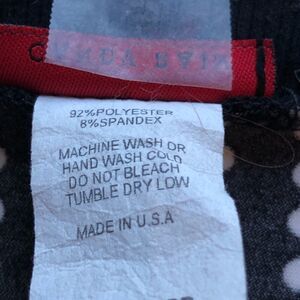 92%POLYESTER
8%SPANDEX
MACHINE WASH OR
HAND WASH COLD
DO NOT BLEACH
TUMBLE DRY LOW
MADE IN U.S.A